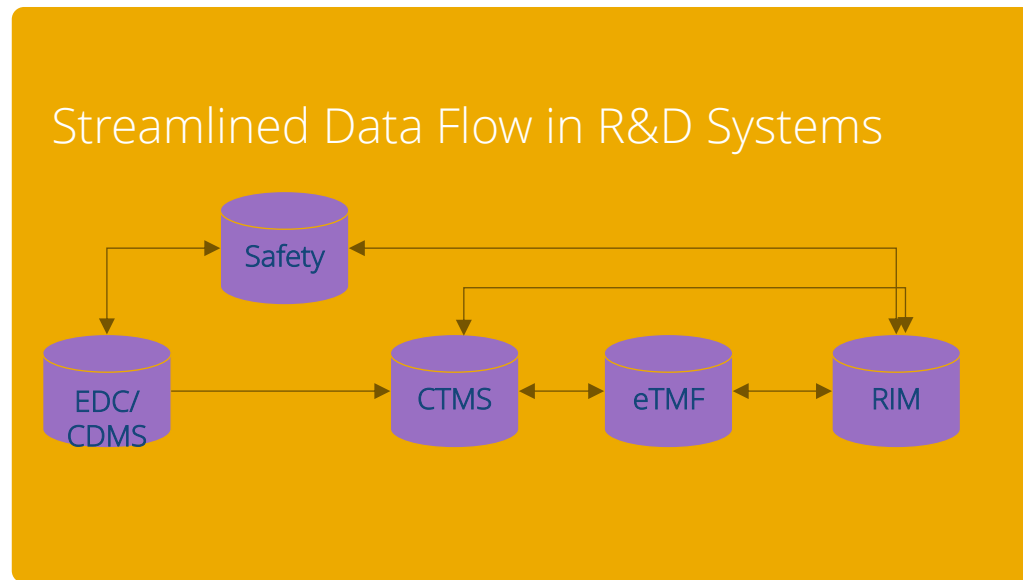 Streamlined Data Flow in R&D Systems
Safety
EDC/
CDMS
CTMS
eTMF
RIM